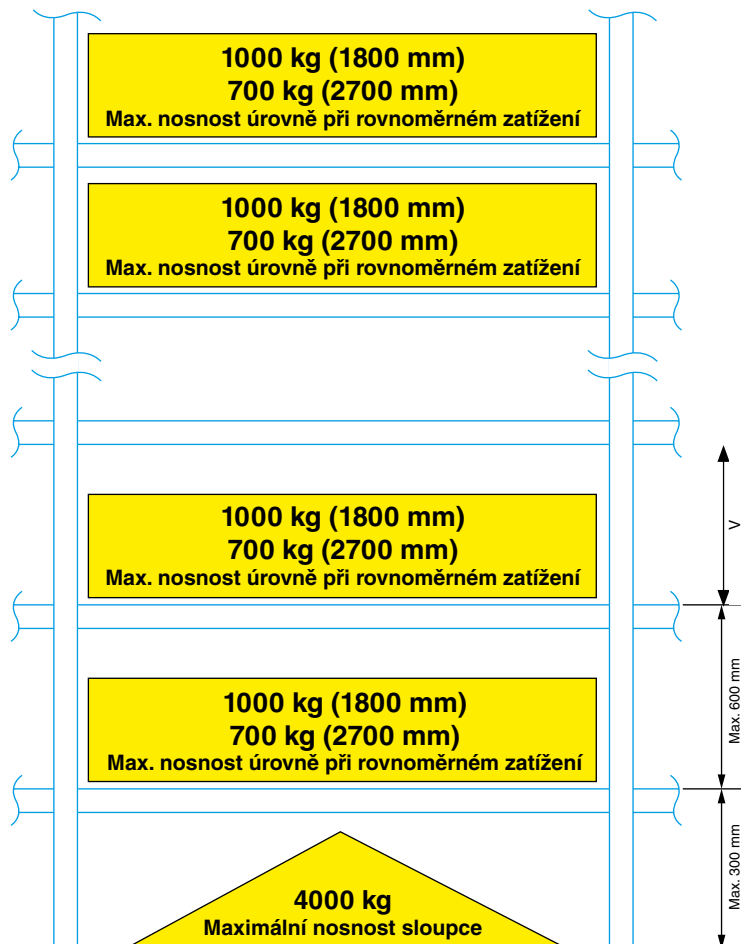 1000 kg (1800 mm)
700 kg (2700 mm)
Max. nosnost úrovně při rovnoměrném zatížení
1000 kg (1800 mm)
700 kg (2700 mm)
Max. nosnost úrovně při rovnoměrném zatížení
1000 kg (1800 mm)
700 kg (2700 mm)
Max. nosnost úrovně při rovnoměrném zatížení
V
Max. 600 mm
1000 kg (1800 mm)
700 kg (2700 mm)
Max. nosnost úrovně při rovnoměrném zatížení
Max. 300 mm
4000 kg
Maximální nosnost sloupce